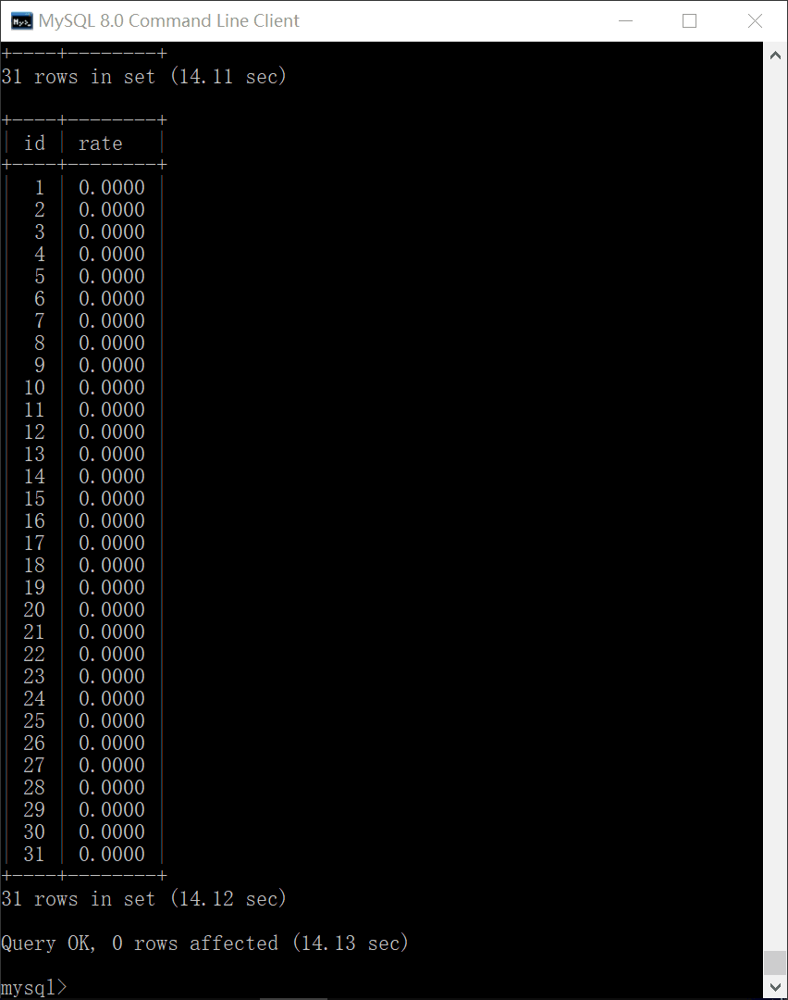 MySQL 8.0 Command Line Client
+----+--------+
31 rows in set (14.11 sec)
+----+--------+
| id | rate   |
+----+--------+
|  1 | 0.0000 |
|  2 | 0.0000 |
|  3 | 0.0000 |
|  4 | 0.0000 |
|  5 | 0.0000 |
|  6 | 0.0000 |
|  7 | 0.0000 |
|  8 | 0.0000 |
|  9 | 0.0000 |
| 10 | 0.0000 |
| 11 | 0.0000 |
| 12 | 0.0000 |
| 13 | 0.0000 |
| 14 | 0.0000 |
| 15 | 0.0000 |
| 16 | 0.0000 |
| 17 | 0.0000 |
| 18 | 0.0000 |
| 19 | 0.0000 |
| 20 | 0.0000 |
| 21 | 0.0000 |
| 22 | 0.0000 |
| 23 | 0.0000 |
| 24 | 0.0000 |
| 25 | 0.0000 |
| 26 | 0.0000 |
| 27 | 0.0000 |
| 28 | 0.0000 |
| 29 | 0.0000 |
| 30 | 0.0000 |
| 31 | 0.0000 |
+----+--------+
31 rows in set (14.12 sec)
Query OK, 0 rows affected (14.13 sec)
mysql>